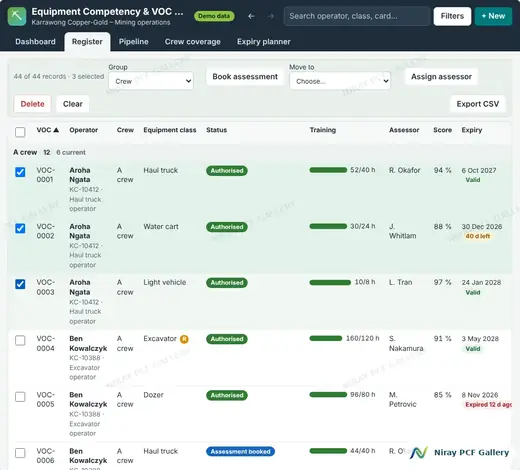 Equipment Competency & VOC ...
Karrawong Copper-Gold – Mining operations
Demo data
←
→
Search operator, class, card...
Filters
+ New
Dashboard
Register
Pipeline
Crew coverage
Expiry planner
44 of 44 records · 3 selected
Group
Crew
Book assessment
Move to
Choose...
Assign assessor
Delete
Clear
Export CSV
VOC ▲ Operator Crew Equipment class Status Training Assessor Score Expiry
A crew 12 6 current
VOC-0001
Aroha Ngata
KC-10412 · Haul truck operator
A crew
Haul truck
Authorised
52/40 h
R. Okafor
94 %
6 Oct 2027
Valid
VOC-0002
Aroha Ngata
KC-10412 · Haul truck operator
A crew
Water cart
Authorised
30/24 h
J. Whitlam
88 %
30 Dec 2026
40 d left
VOC-0003
Aroha Ngata
KC-10412 · Haul truck operator
A crew
Light vehicle
Authorised
10/8 h
L. Tran
97 %
24 Jan 2028
Valid
VOC-0004
Ben Kowalczyk
KC-10388 · Excavator operator
A crew
Excavator R
Authorised
160/120 h
S. Nakamura
91 %
3 May 2028
Valid
VOC-0005
Ben Kowalczyk
KC-10388 · Excavator operator
A crew
Dozer
Authorised
96/80 h
M. Petrovic
85 %
8 Nov 2026
Expired 12 d ago
VOC-0006
Ben Kowalczyk
A crew
Haul truck
Assessment booked
44/40 h
Niray PCF Gallery